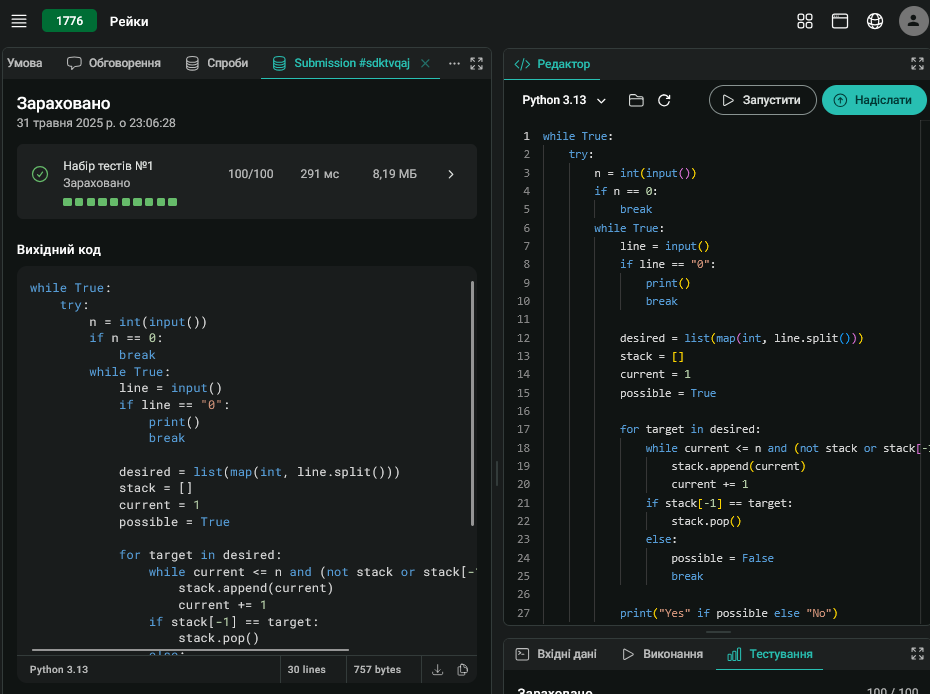 1776
Рейки
Умова
Обговорення
Спроби
Submission #sdktvqaj
Зараховано
31 травня 2025 р. о 23:06:28
Набір тестів №1
Зараховано
100/100
291 мс
8,19 МБ
Вихідний код
while True:
try:
n = int(input())
if n == 0:
break
while True:
line = input()
if line == "0":
print()
break
desired = list(map(int, line.split()))
stack = []
current = 1
possible = True
for target in desired:
while current <= n and (not stack or stack[-
stack.append(current)
current += 1
if stack[-1] == target:
stack.pop()
else:
Python 3.13
30 lines
757 bytes
Редактор
Python 3.13
Запустити
Надіслати
1 while True:
2 try:
3 n = int(input())
4 if n == 0:
5 break
6 while True:
7 line = input()
8 if line == "0":
9 print()
10 break
11
12 desired = list(map(int, line.split()))
13 stack = []
14 current = 1
15 possible = True
16
17 for target in desired:
18 while current <= n and (not stack or stack[-1
19 stack.append(current)
20 current += 1
21 if stack[-1] == target:
22 stack.pop()
23 else:
24 possible = False
25 break
26
27 print("Yes" if possible else "No")
Вхідні дані
Виконання
Тестування
Зараховано
100 / 100